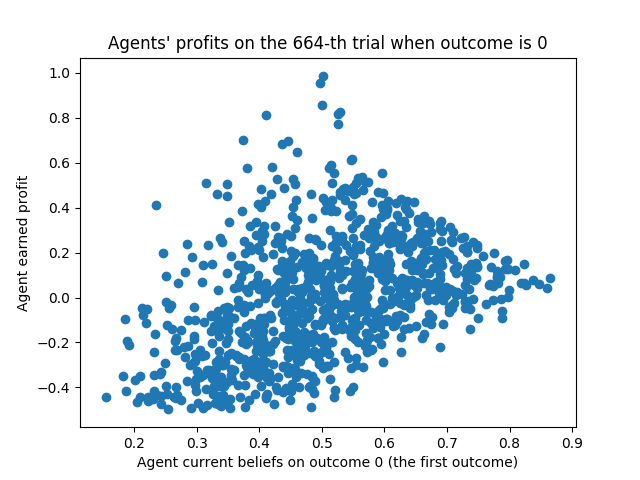 Agents' profits on the 664-th trial when outcome is 0
1.0
0.8
0.6
0.4
0.2
0.0
−0.2
−0.4
Agent earned profit
0.2 0.3 0.4 0.5 0.6 0.7 0.8 0.9
Agent current beliefs on outcome 0 (the first outcome)